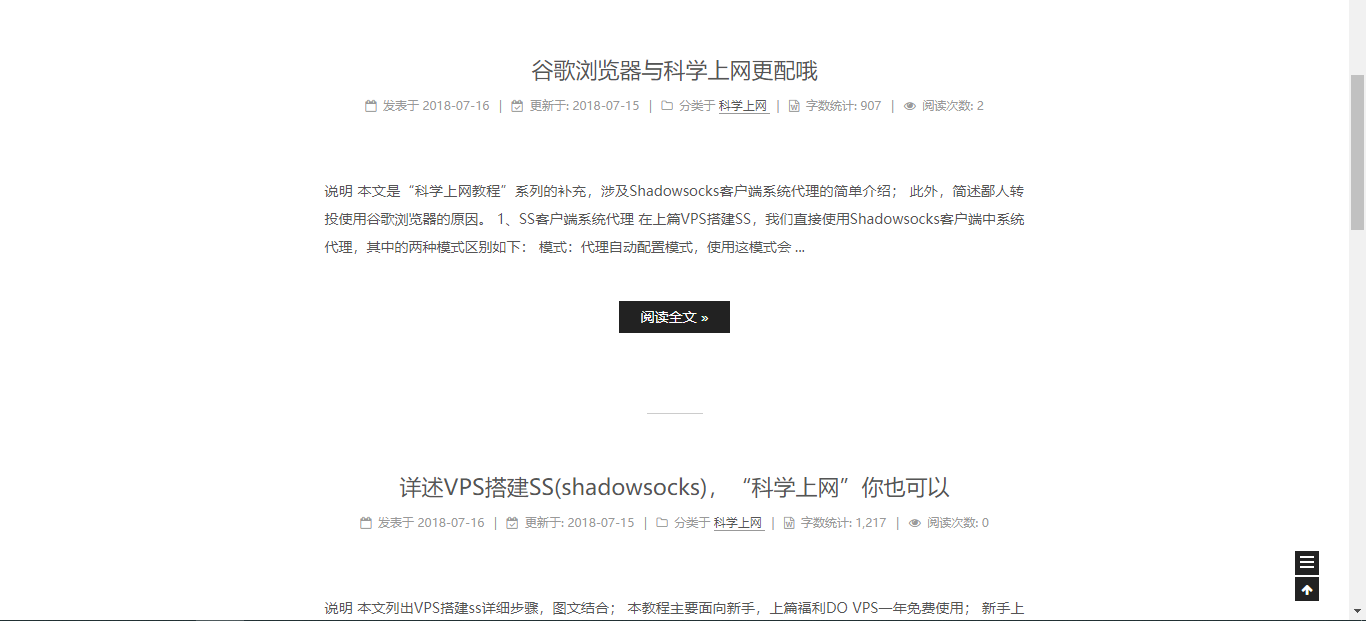 谷歌浏览器与科学上网更配哦
发表于 2018-07-16 | 更新于: 2018-07-15 | 分类于 科学上网 | 字数统计: 907 | 阅读次数: 2
说明 本文是“科学上网教程”系列的补充，涉及Shadowsocks客户端系统代理的简单介绍； 此外，简述鄙人转
投使用谷歌浏览器的原因。 1、SS客户端系统代理 在上篇VPS搭建SS，我们直接使用Shadowsocks客户端中系统
代理，其中的两种模式区别如下： 模式：代理自动配置模式，使用这模式会 ...
阅读全文 »
详述VPS搭建SS(shadowsocks)，“科学上网”你也可以
发表于 2018-07-16 | 更新于: 2018-07-15 | 分类于 科学上网 | 字数统计: 1,217 | 阅读次数: 0
说明 本文列出VPS搭建ss详细步骤，图文结合； 本教程主要面向新手，上篇福利DO VPS一年免费使用； 新手上